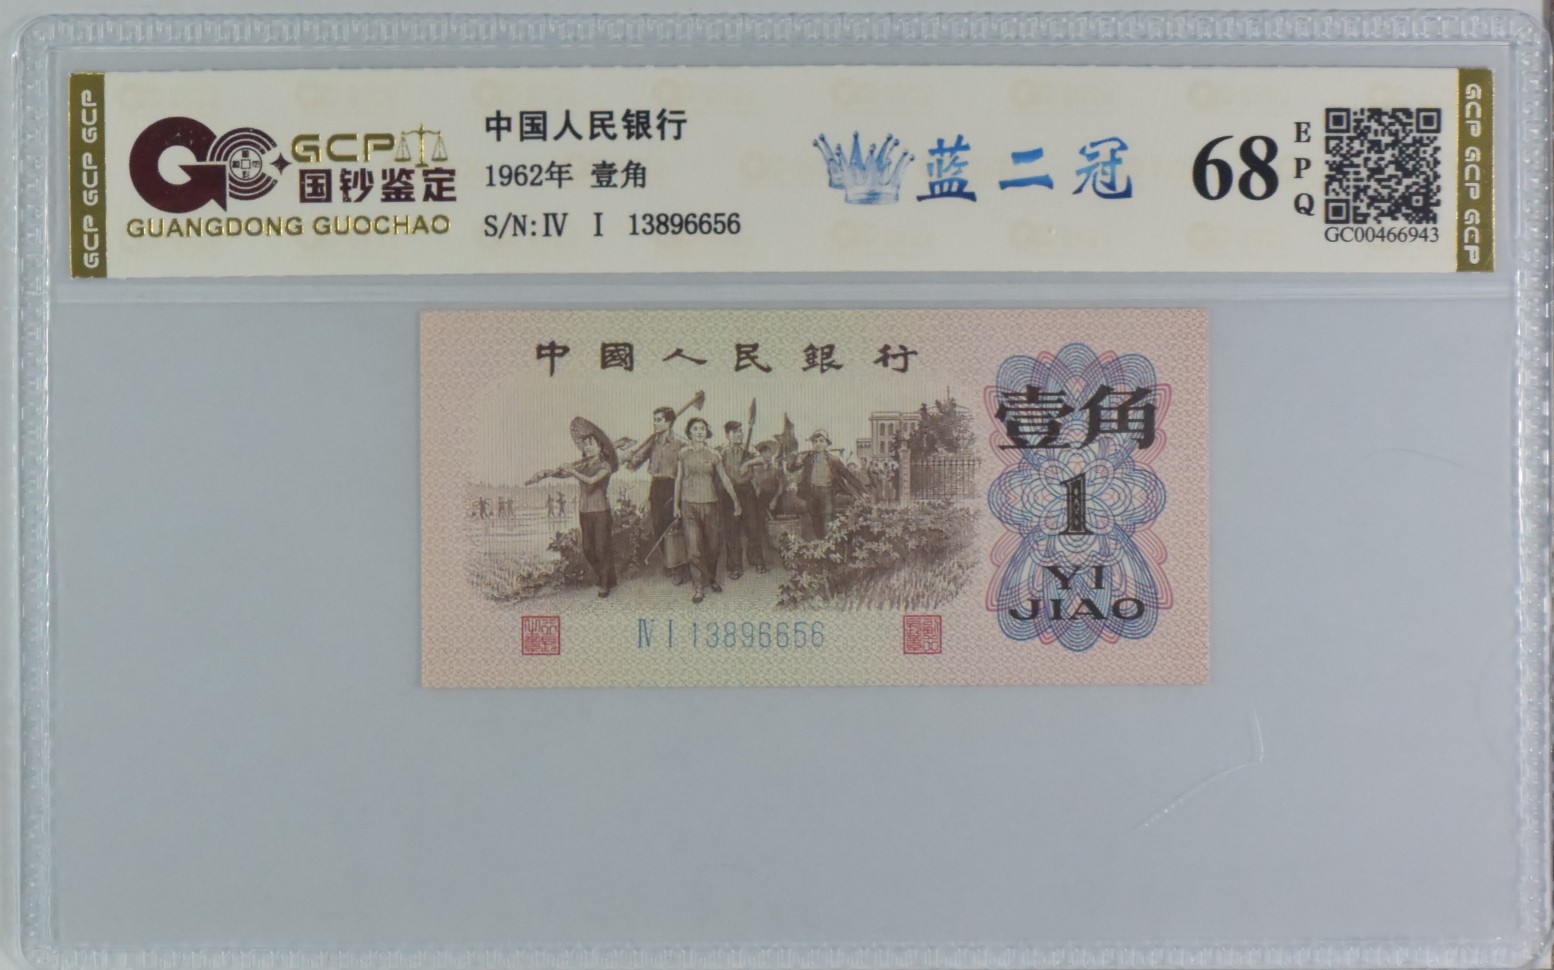 GCP GCP GCP
GCP
国钞鉴定
GUANGDONG GUOCHAO
中国人民银行
1962年 壹角
S/N:IV I 13896656
蓝二冠
68
EPQ
GC00466943
GCP GCP GCP
中國人民銀行
壹角
1
YI
JIAO
Ⅳ Ⅰ 13896656